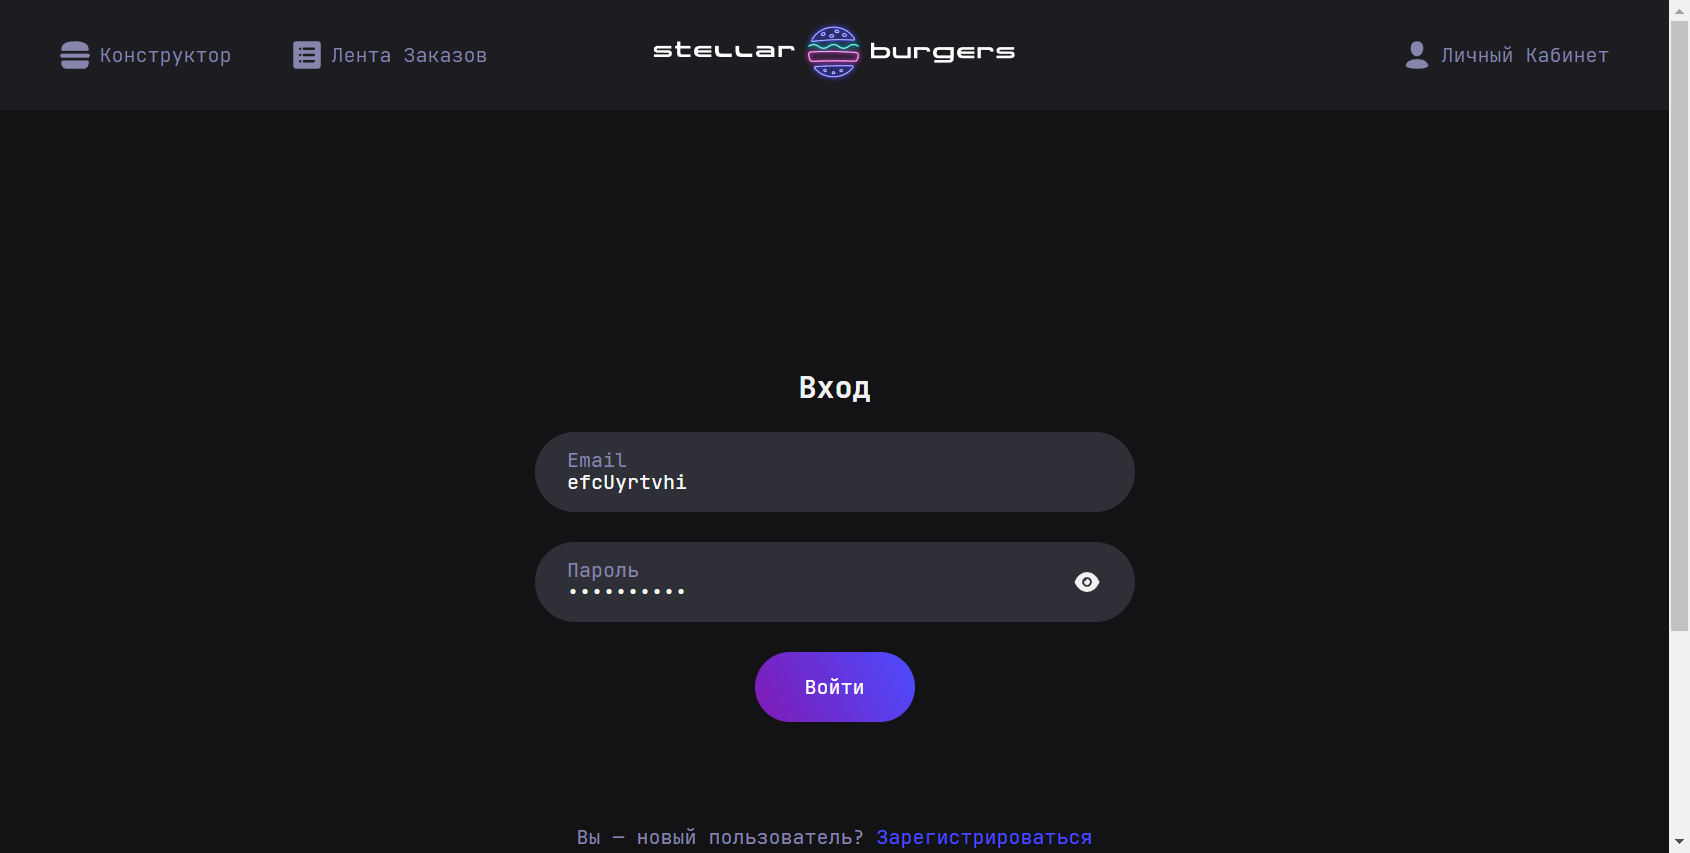 Конструктор
Лента Заказов
stellar burgers
Личный Кабинет
Вход
Email
efcUyrtvhi
Пароль
••••••••••
Войти
Вы — новый пользователь? Зарегистрироваться